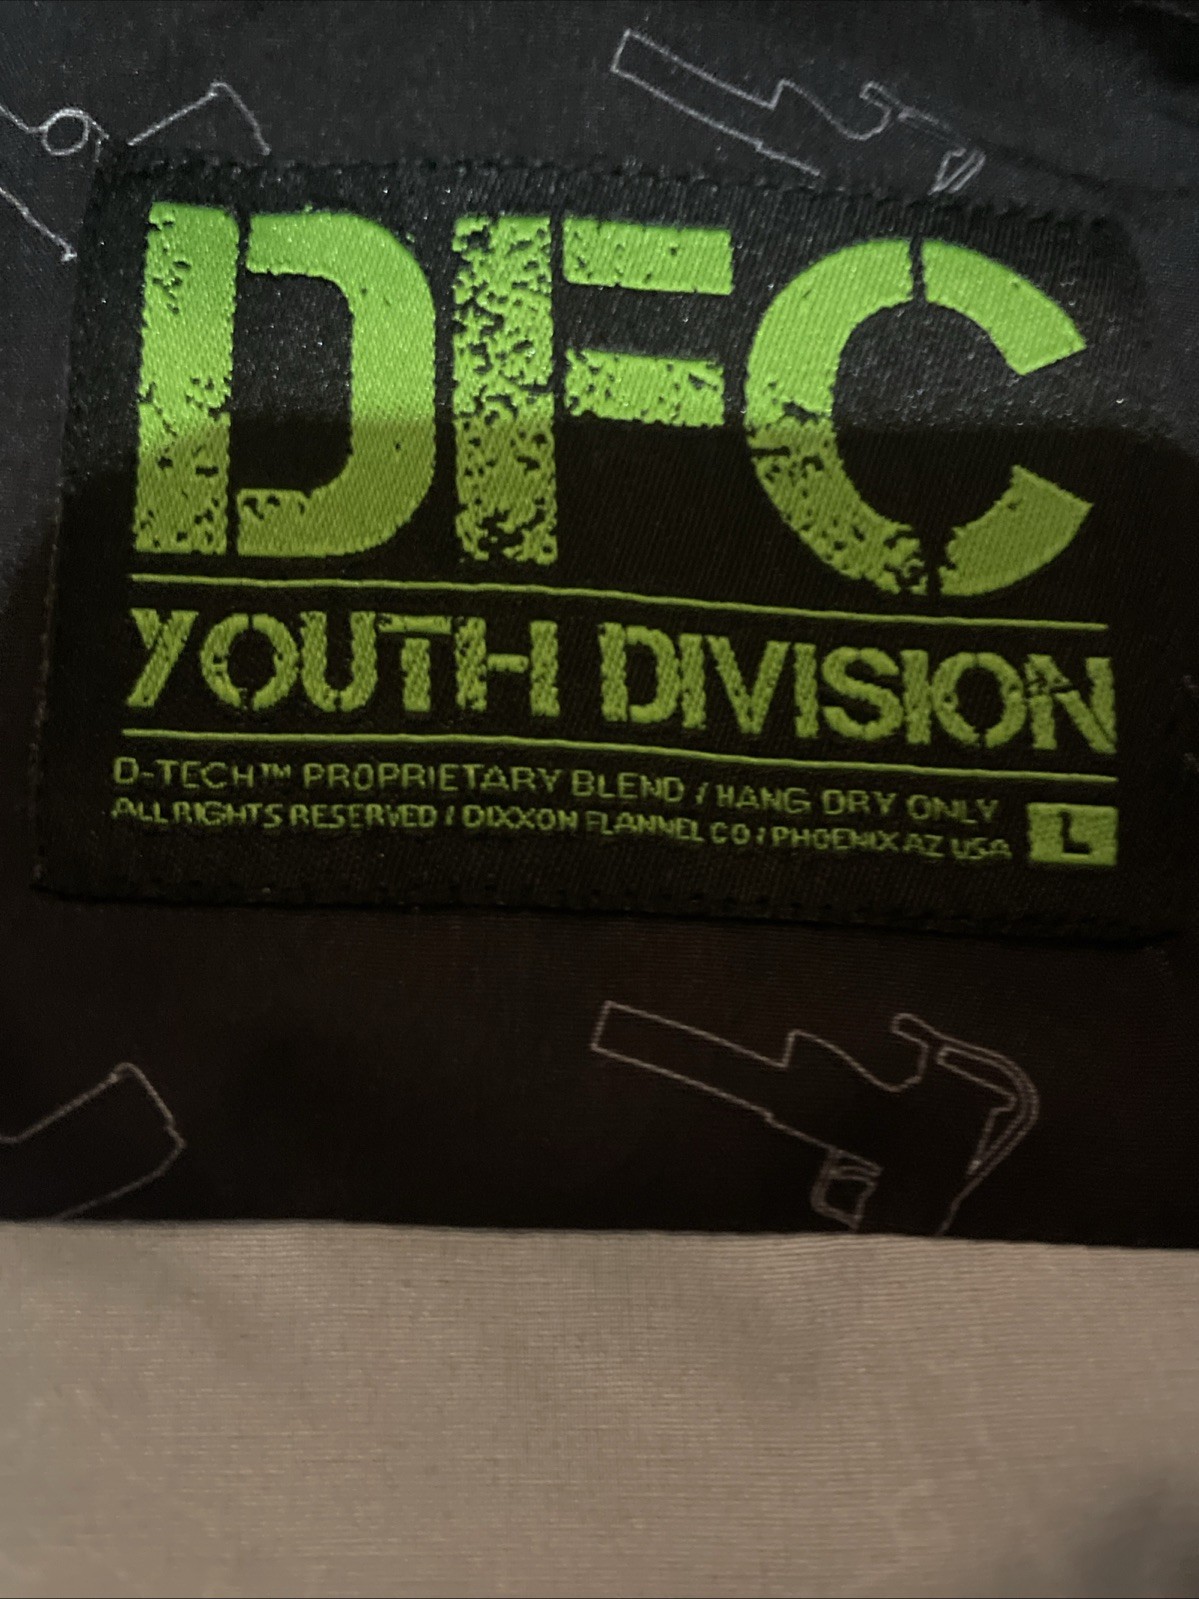 DFC
YOUTH DIVISION
D-TECH™ PROPRIETARY BLEND / HANG DRY ONLY
ALL RIGHTS RESERVED / DIXXON FLANNEL CO / PHOENIX AZ USA
L